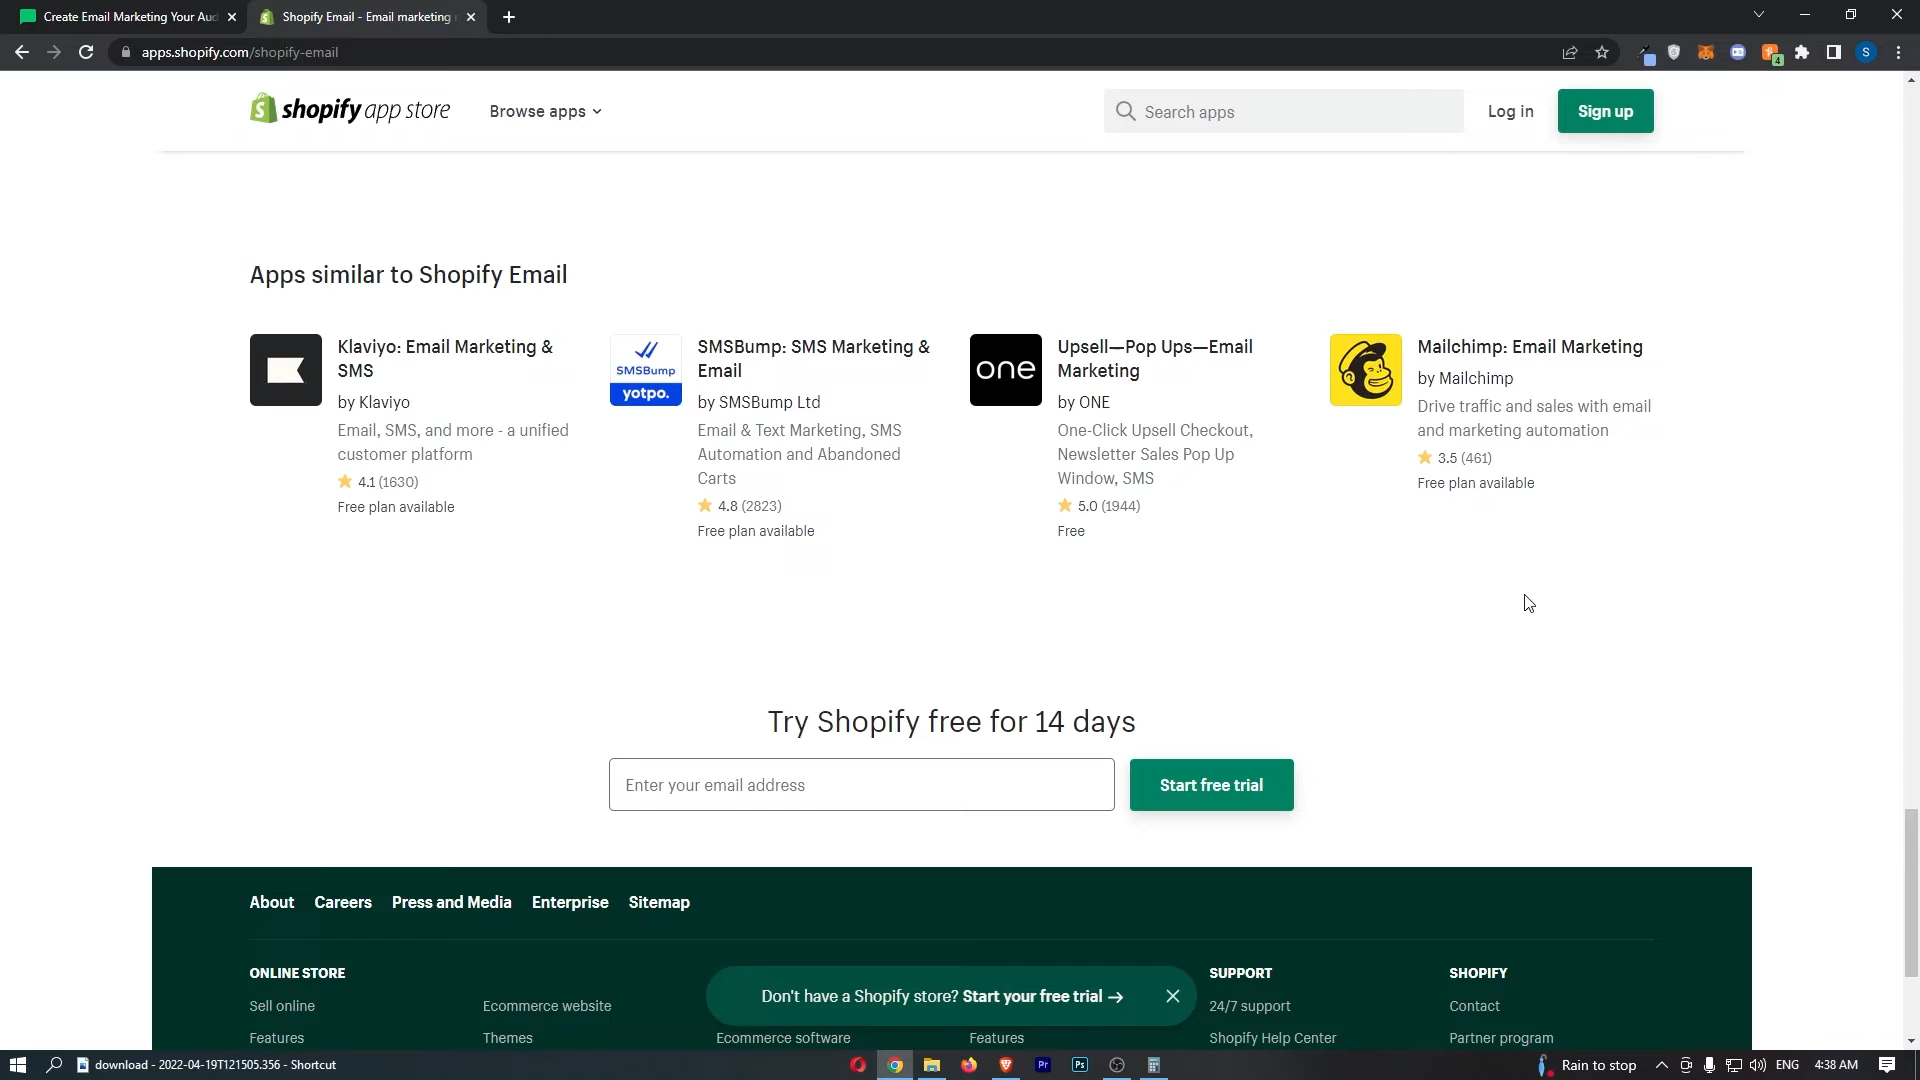 Create Email Marketing Your Aud
Shopify Email - Email marketing
apps.shopify.com/shopify-email
S
4
shopify app store
Browse apps
Search apps
Log in
Sign up
Apps similar to Shopify Email
Klaviyo: Email Marketing &
SMS
by Klaviyo
Email, SMS, and more - a unified
customer platform
4.1 (1630)
Free plan available
SMSBump
yotpo.
SMSBump: SMS Marketing &
Email
by SMSBump Ltd
Email & Text Marketing, SMS
Automation and Abandoned
Carts
4.8 (2823)
Free plan available
one
Upsell—Pop Ups—Email
Marketing
by ONE
One-Click Upsell Checkout,
Newsletter Sales Pop Up
Window, SMS
5.0 (1944)
Free
Mailchimp: Email Marketing
by Mailchimp
Drive traffic and sales with email
and marketing automation
3.5 (461)
Free plan available
Try Shopify free for 14 days
Enter your email address
Start free trial
About Careers Press and Media Enterprise Sitemap
ONLINE STORE
Sell online
Features
Ecommerce website
Themes
Ecommerce software
Features
Don't have a Shopify store? Start your free trial →
SUPPORT
24/7 support
Shopify Help Center
SHOPIFY
Contact
Partner program
download - 2022-04-19T121505.356 - Shortcut
Pr
Ps
Rain to stop
ENG
4:38 AM